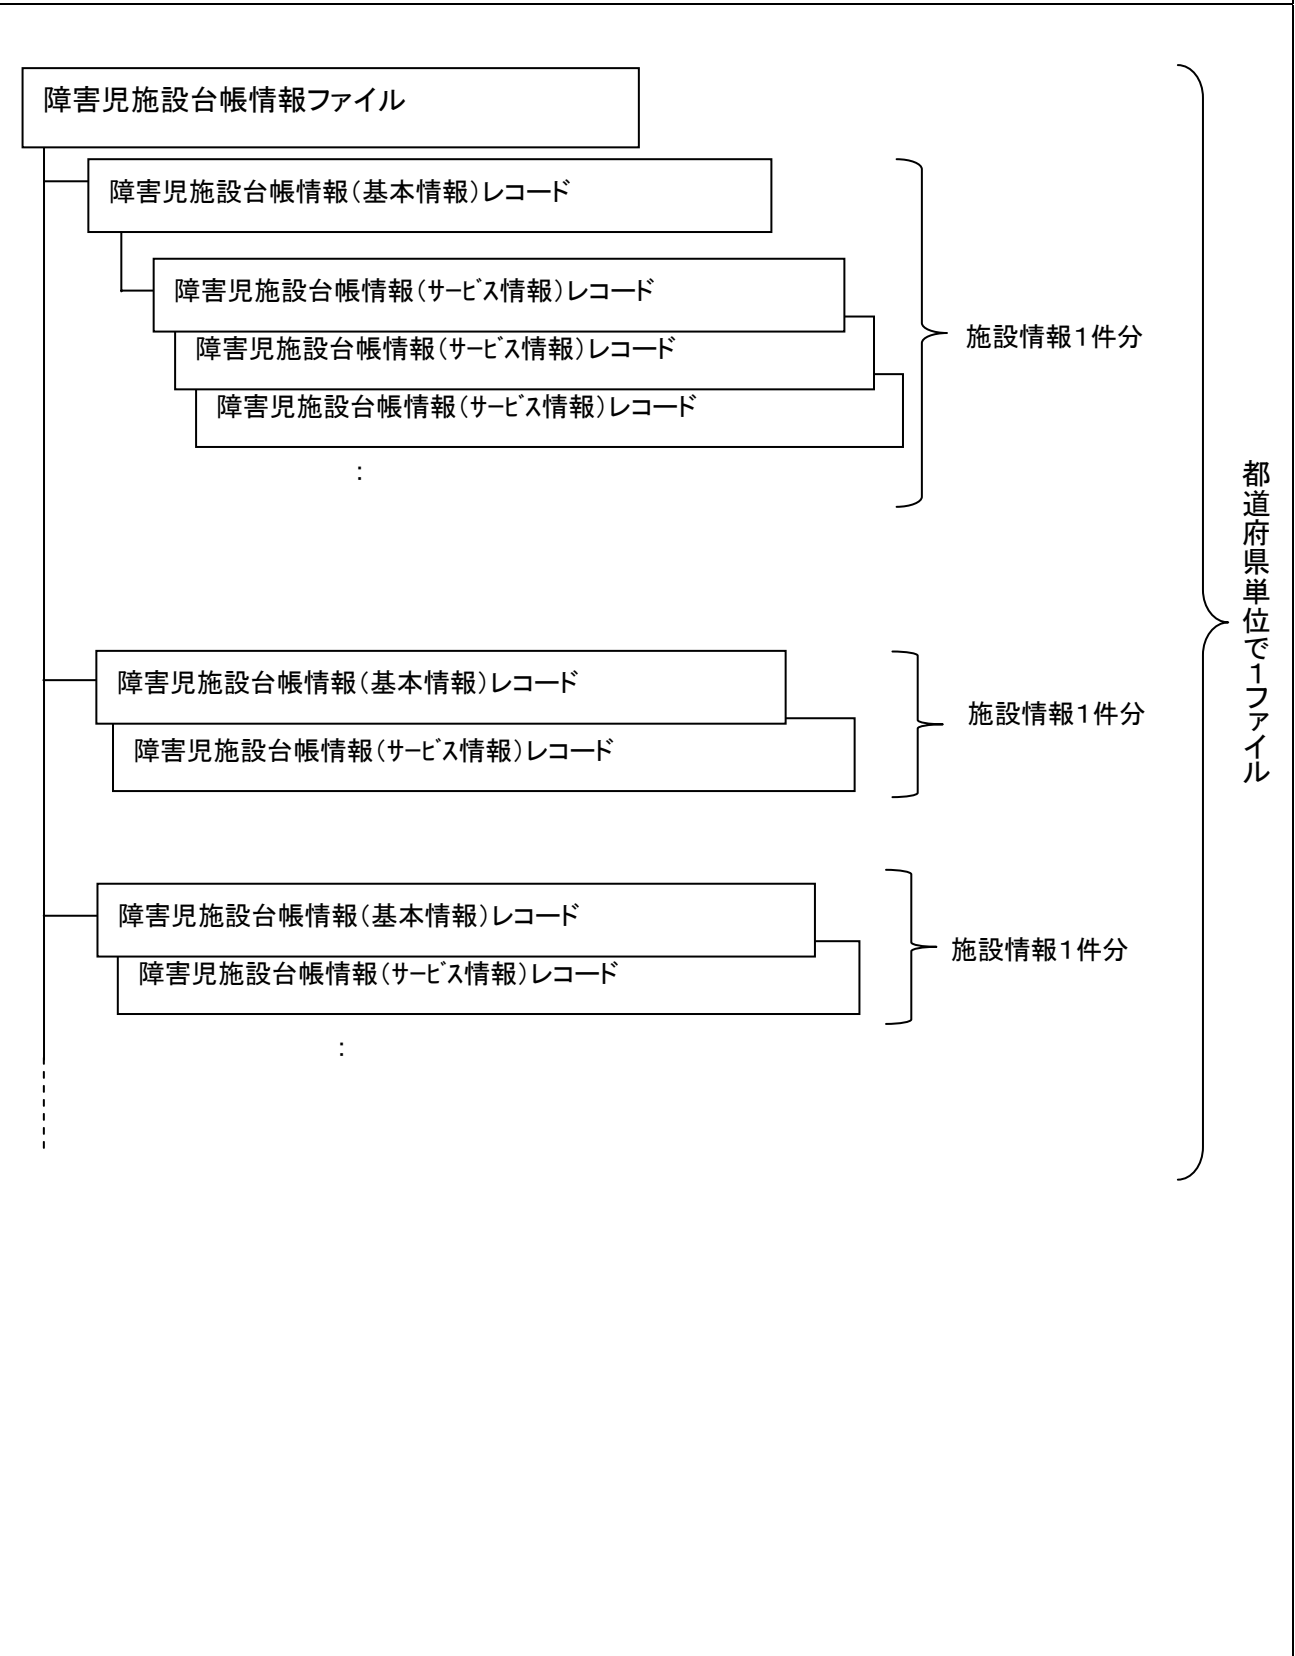 障害児施設台帳情報ファイル
障害児施設台帳情報(基本情報)レコード
障害児施設台帳情報(ｻｰﾋﾞｽ情報)レコード
障害児施設台帳情報(ｻｰﾋﾞｽ情報)レコード
障害児施設台帳情報(ｻｰﾋﾞｽ情報)レコード
：
施設情報１件分
障害児施設台帳情報(基本情報)レコード
障害児施設台帳情報(ｻｰﾋﾞｽ情報)レコード
施設情報１件分
障害児施設台帳情報(基本情報)レコード
障害児施設台帳情報(ｻｰﾋﾞｽ情報)レコード
：
施設情報１件分
都道府県単位で１ファイル